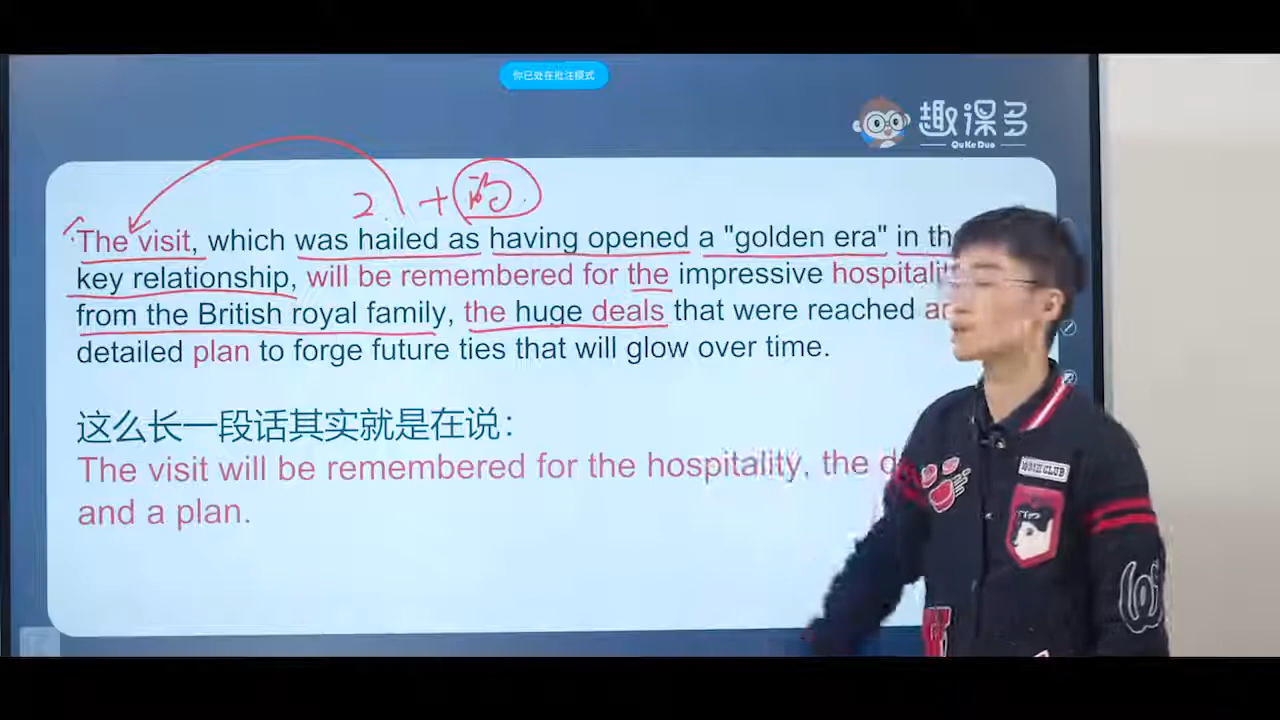 你已处在批注模式
趣课多
QuKeDuo
2. + 的
The visit, which was hailed as having opened a "golden era" in
key relationship, will be remembered for the impressive
from the British royal family, the huge deals that were reached
detailed plan to forge future ties that will glow over time.
这么长一段话其实就是在说：
The visit will be remembered for the hospitality, the
and a plan.
CLUB